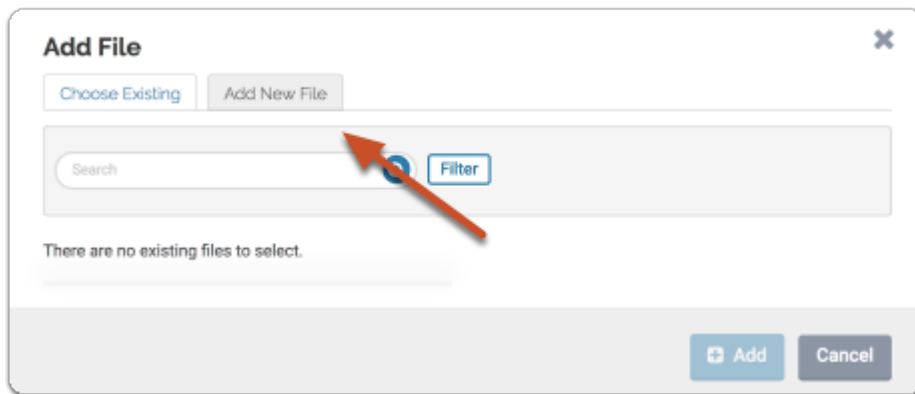 Add File
Choose Existing Add New File
Search Filter
There are no existing files to select.
Add Cancel